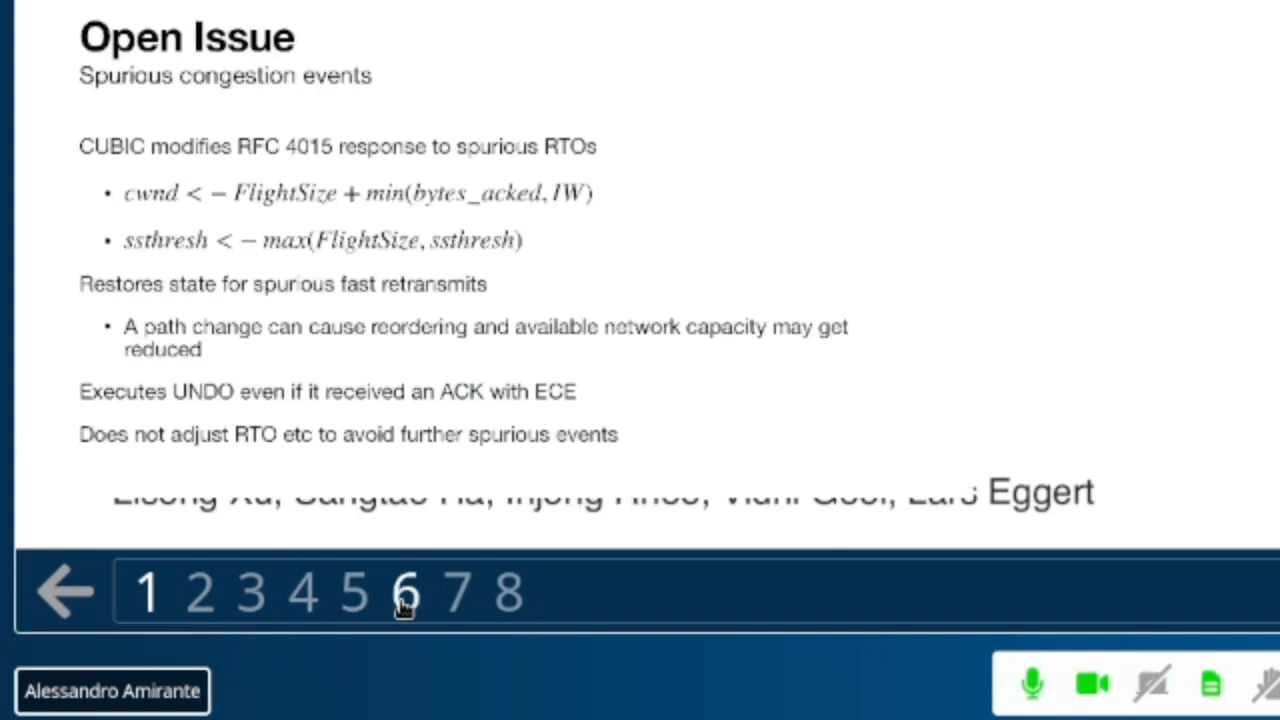 Open Issue
Spurious congestion events
CUBIC modifies RFC 4015 response to spurious RTOs
• cwnd < − FlightSize + min(bytes_acked, IW)
• ssthresh < − max(FlightSize, ssthresh)
Restores state for spurious fast retransmits
• A path change can cause reordering and available network capacity may get
reduced
Executes UNDO even if it received an ACK with ECE
Does not adjust RTO etc to avoid further spurious events
Eggert
1 2 3 4 5 6 7 8
Alessandro Amirante